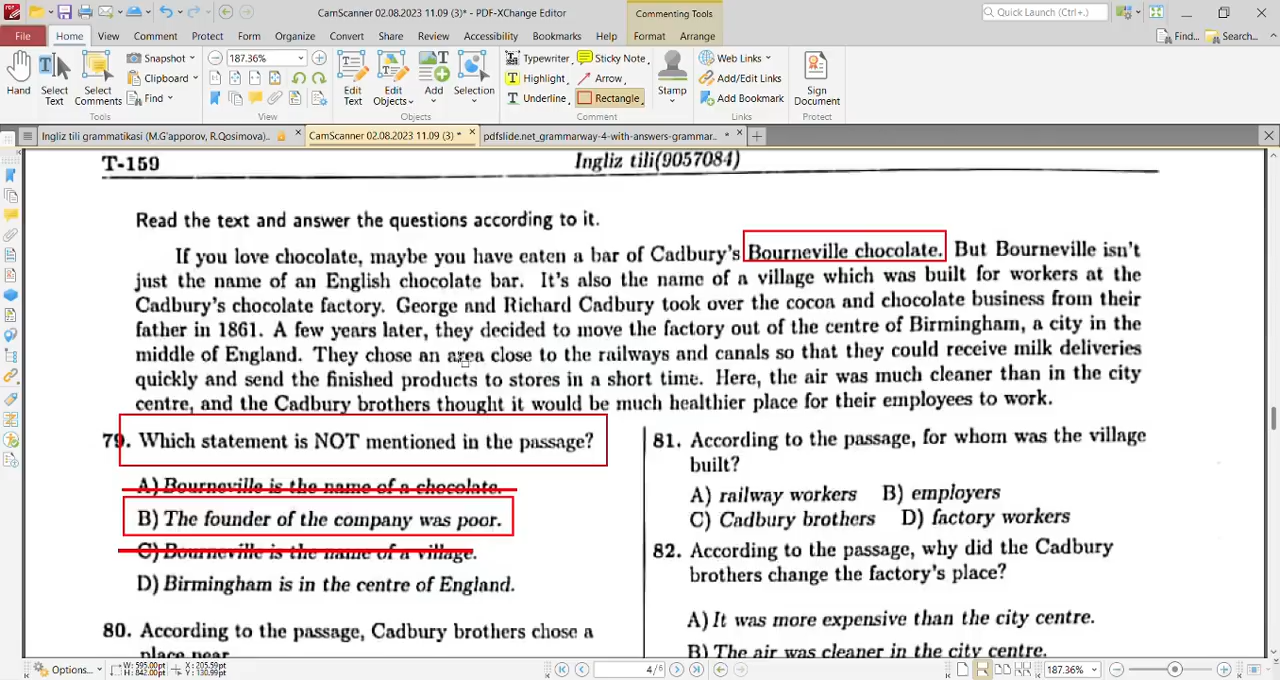 CamScanner 02.08.2023 11.09 (3)* - PDF-XChange Editor
Commenting Tools
Quick Launch (Ctrl+.)
File Home View Comment Protect Form Organize Convert Share Review Accessibility Bookmarks Help Format Arrange Find... Search...
Hand
Select Text
Select Comments
Snapshot
Clipboard
Find
Tools
187.36%
View
Edit Text
Edit Objects
Add
Selection
Objects
Typewriter
Highlight
Underline
Sticky Note
Arrow
Rectangle
Comment
Stamp
Web Links
Add/Edit Links
Add Bookmark
Links
Sign Document
Protect
Ingliz tili grammatikasi (M.G'apporov, R.Qosimova)..
CamScanner 02.08.2023 11.09 (3) *
pdfslide.net_grammarway-4-with-answers-grammar... *
T-159
Ingliz tili(9057084)
Read the text and answer the questions according to it.
If you love chocolate, maybe you have eaten a bar of Cadbury's Bourneville chocolate. But Bourneville isn't
just the name of an English chocolate bar. It's also the name of a village which was built for workers at the
Cadbury's chocolate factory. George and Richard Cadbury took over the cocoa and chocolate business from their
father in 1861. A few years later, they decided to move the factory out of the centre of Birmingham, a city in the
middle of England. They chose an area close to the railways and canals so that they could receive milk deliveries
quickly and send the finished products to stores in a short time. Here, the air was much cleaner than in the city
centre, and the Cadbury brothers thought it would be much healthier place for their employees to work.
79. Which statement is NOT mentioned in the passage?
A) Bourneville is the name of a chocolate.
B) The founder of the company was poor.
C) Bourneville is the name of a village.
D) Birmingham is in the centre of England.
80. According to the passage, Cadbury brothers chose a
place near
81. According to the passage, for whom was the village
built?
A) railway workers B) employers
C) Cadbury brothers D) factory workers
82. According to the passage, why did the Cadbury
brothers change the factory's place?
A) It was more expensive than the city centre.
B) The air was cleaner in the city centre.
Options...
W: 595.00pt
H: 842.00pt
X: 205.59pt
Y: 130.99pt
4/6
187.36%